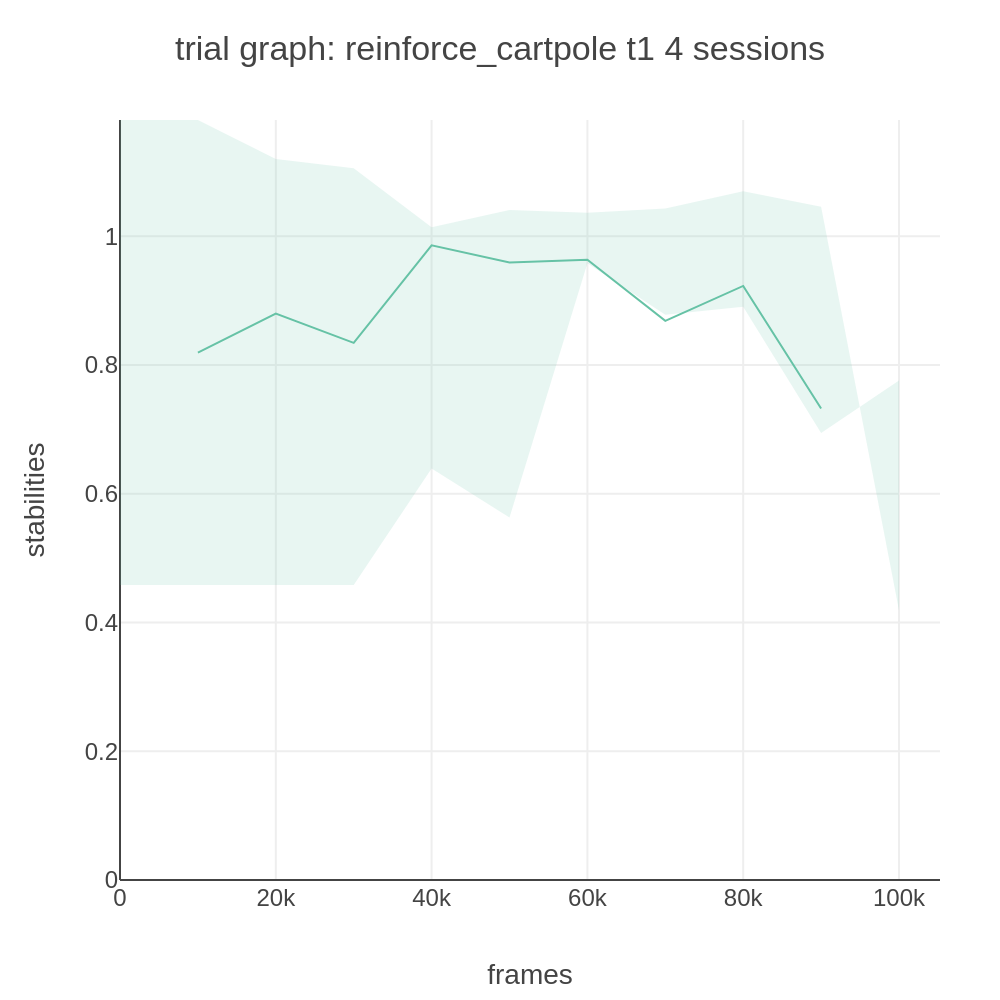 trial graph: reinforce_cartpole t1 4 sessions
1
0.8
0.6
0.4
0.2
0
stabilities
0 20k 40k 60k 80k 100k
frames